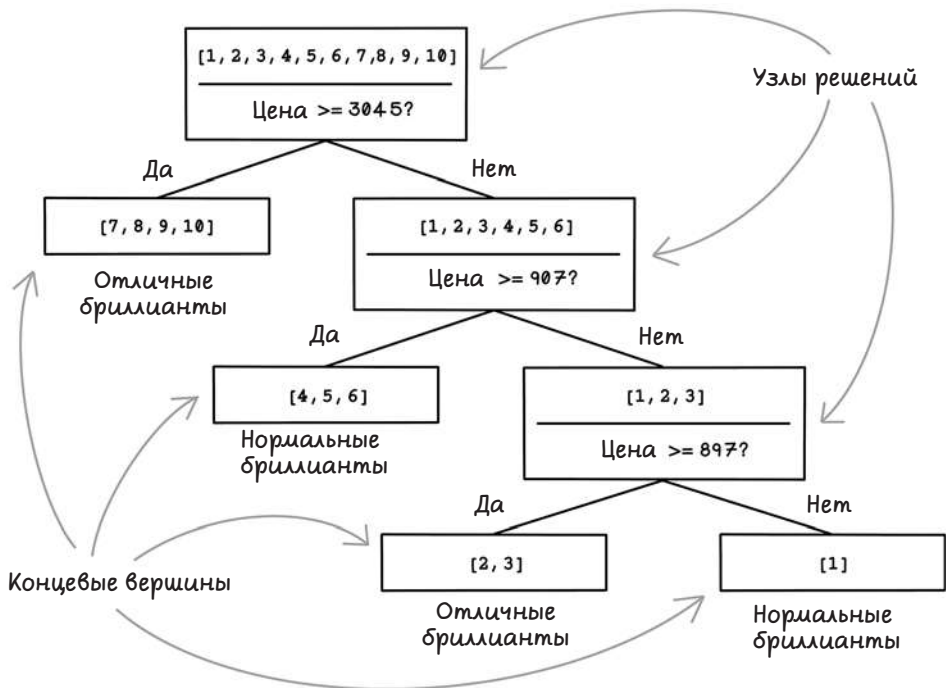 [1,2,3,4,5,6,7,8,9,10]
Цена >= 3045?
Узлы решений
Да
Нет
[7,8,9,10]
Отличные
бриллианты
[1,2,3,4,5,6]
Цена >= 907?
Да
Нет
[4,5,6]
Нормальные
бриллианты
[1,2,3]
Цена >= 897?
Да
Нет
Концевые вершины
[2,3]
Отличные
бриллианты
[1]
Нормальные
бриллианты